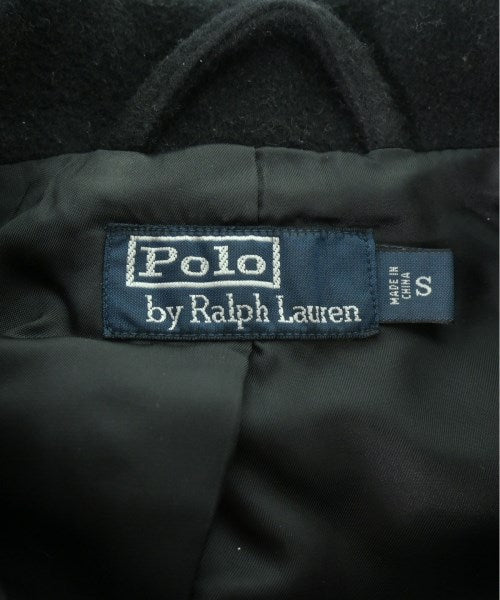 Polo
by Ralph Lauren
MADE IN
CHINA
S